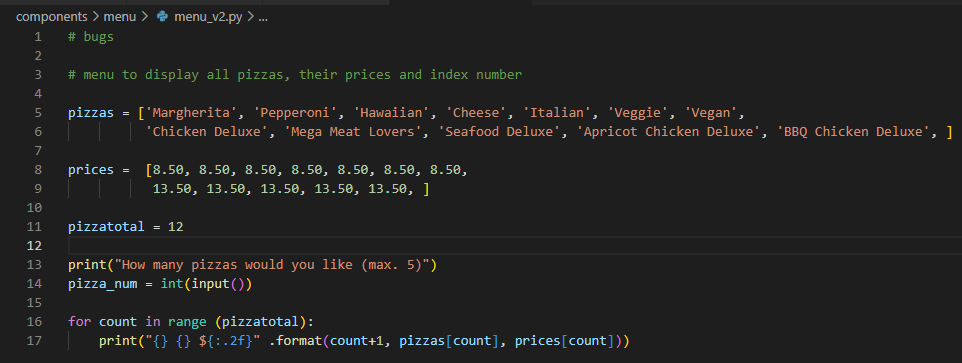 components > menu > menu_v2.py > ...
1 # bugs
2
3 # menu to display all pizzas, their prices and index number
4
5 pizzas = ['Margherita', 'Pepperoni', 'Hawaiian', 'Cheese', 'Italian', 'Veggie', 'Vegan',
6 'Chicken Deluxe', 'Mega Meat Lovers', 'Seafood Deluxe', 'Apricot Chicken Deluxe', 'BBQ Chicken Deluxe', ]
7
8 prices =  [8.50, 8.50, 8.50, 8.50, 8.50, 8.50, 8.50,
9 13.50, 13.50, 13.50, 13.50, 13.50, ]
10
11 pizzatotal = 12
12
13 print("How many pizzas would you like (max. 5)")
14 pizza_num = int(input())
15
16 for count in range (pizzatotal):
17     print("{} {} ${:.2f}" .format(count+1, pizzas[count], prices[count]))